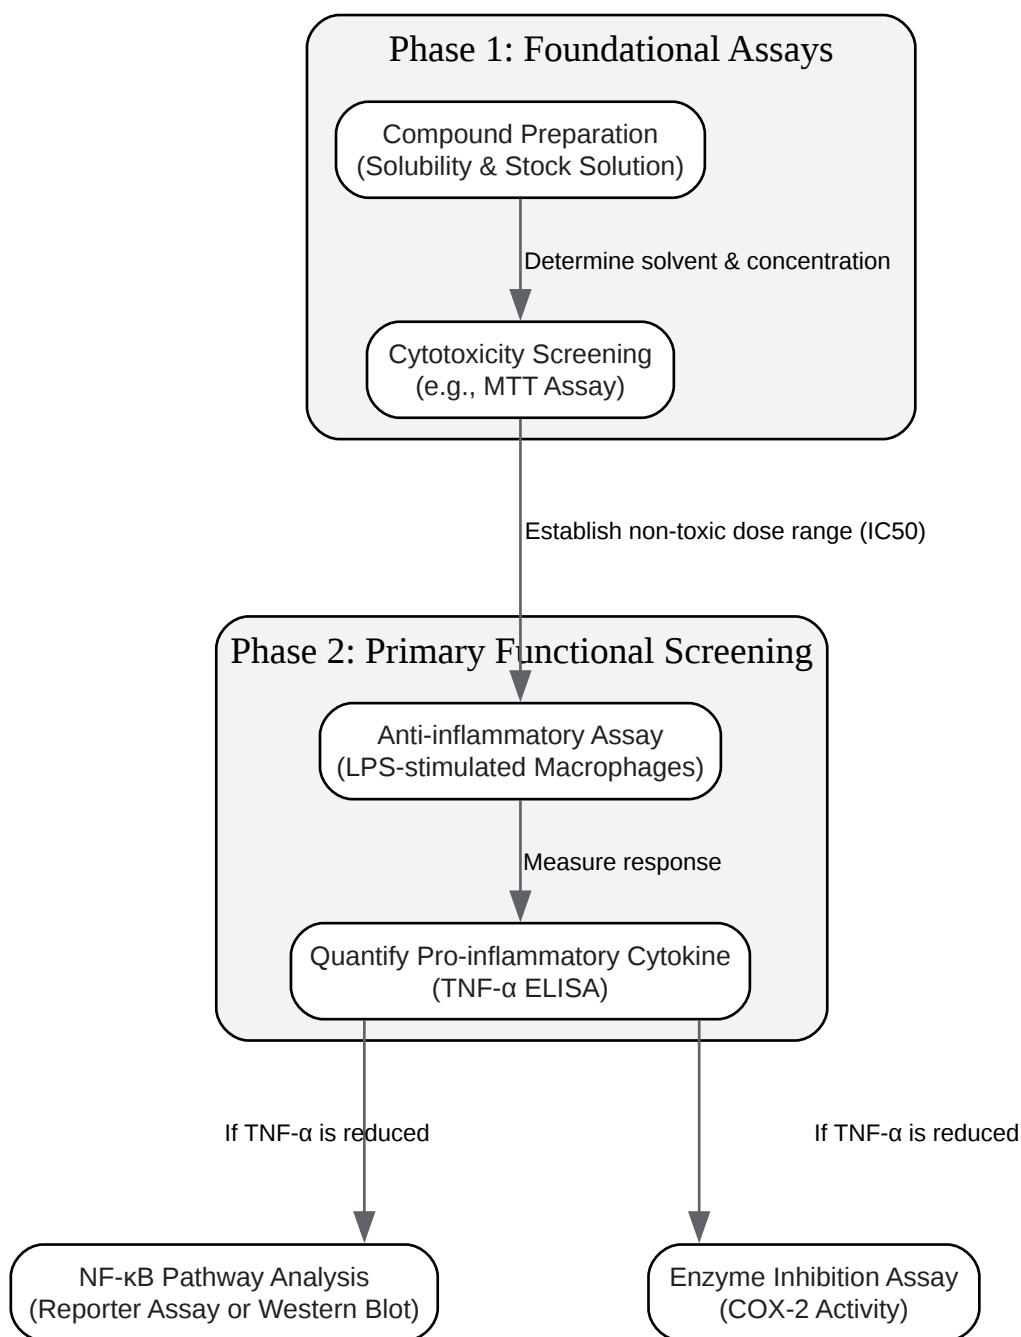 Phase 1: Foundational Assays
Compound Preparation
(Solubility & Stock Solution)
Determine solvent & concentration
Cytotoxicity Screening
(e.g., MTT Assay)
Establish non-toxic dose range (IC50)
Phase 2: Primary Functional Screening
Anti-inflammatory Assay
(LPS-stimulated Macrophages)
Measure response
Quantify Pro-inflammatory Cytokine
(TNF-α ELISA)
If TNF-α is reduced
If TNF-α is reduced
NF-κB Pathway Analysis
(Reporter Assay or Western Blot)
Enzyme Inhibition Assay
(COX-2 Activity)